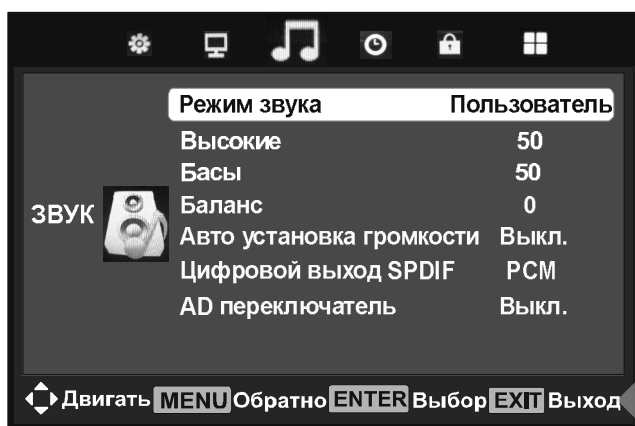 Режим звука Пользователь
Высокие 50
Басы 50
ЗВУК
Баланс 0
Авто установка громкости Выкл.
Цифровой выход SPDIF PCM
AD переключатель Выкл.
Двигать MENU Обратно ENTER Выбор EXIT Выход